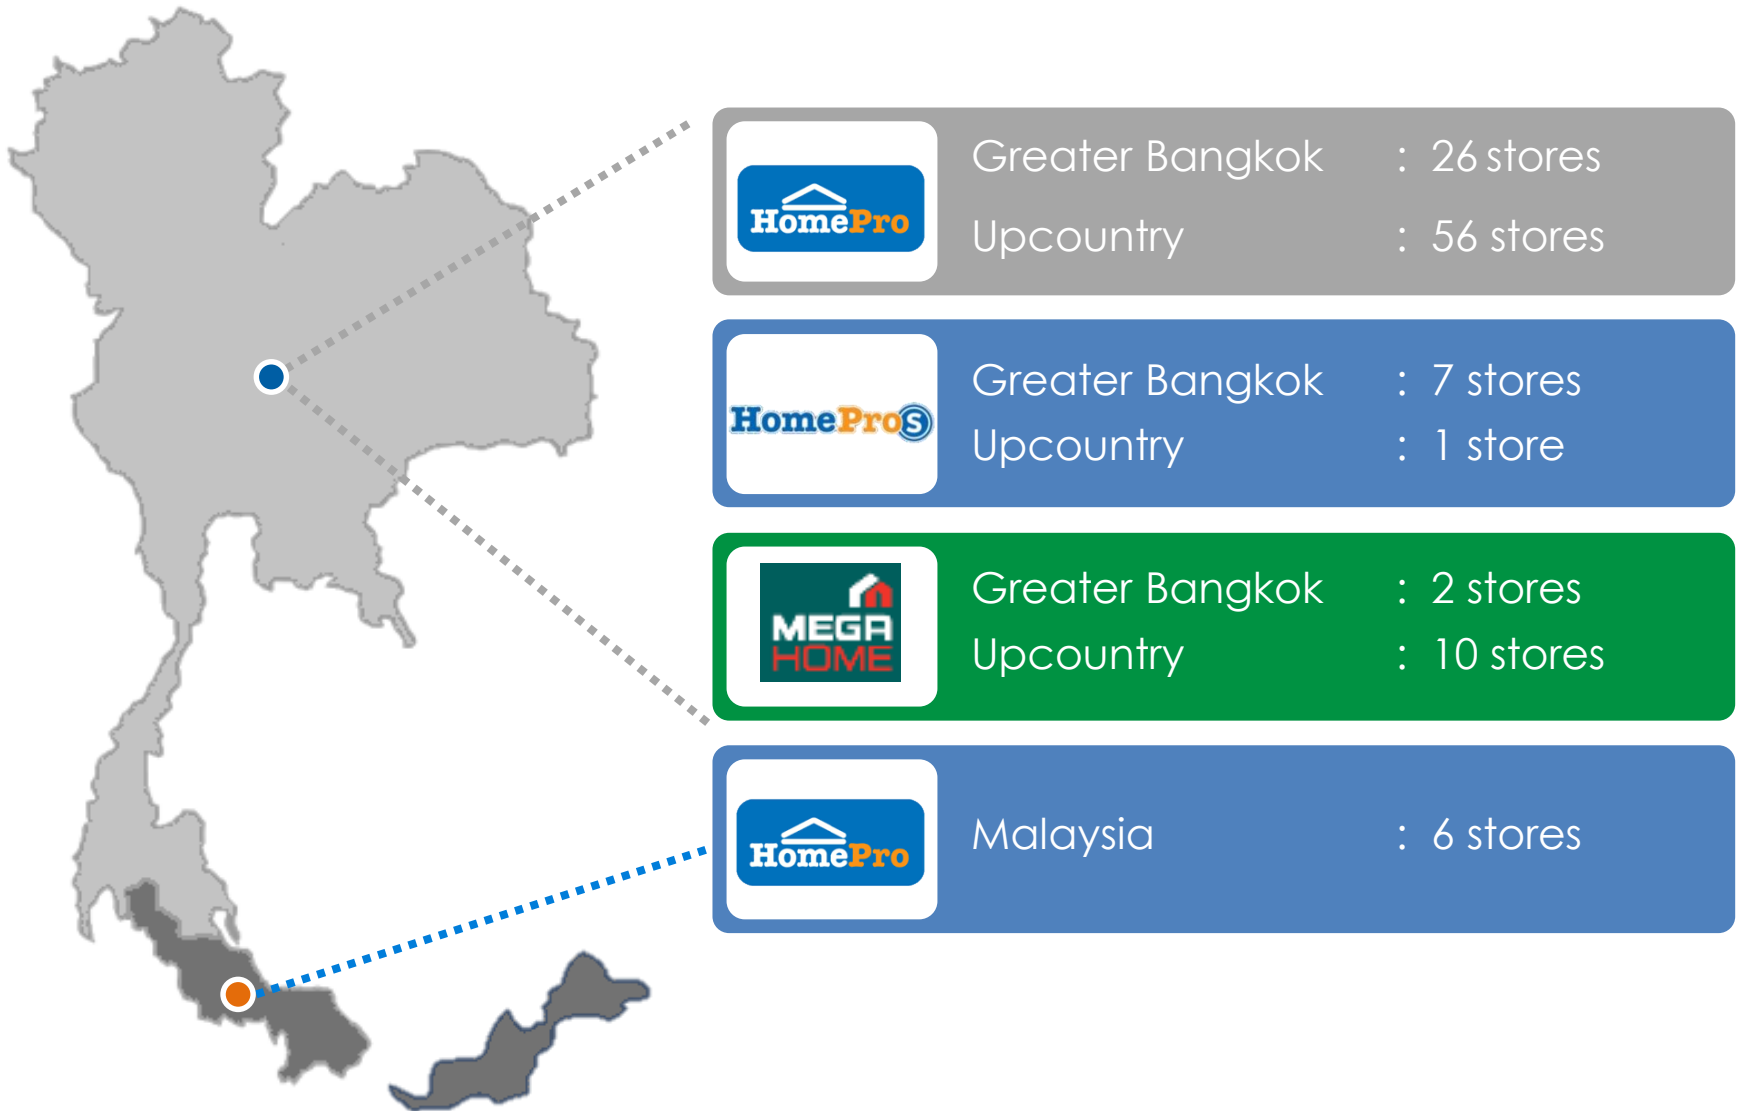 HomePro
Greater Bangkok : 26 stores
Upcountry : 56 stores
HomePro S
Greater Bangkok : 7 stores
Upcountry : 1 store
MEGA
HOME
Greater Bangkok : 2 stores
Upcountry : 10 stores
HomePro
Malaysia : 6 stores